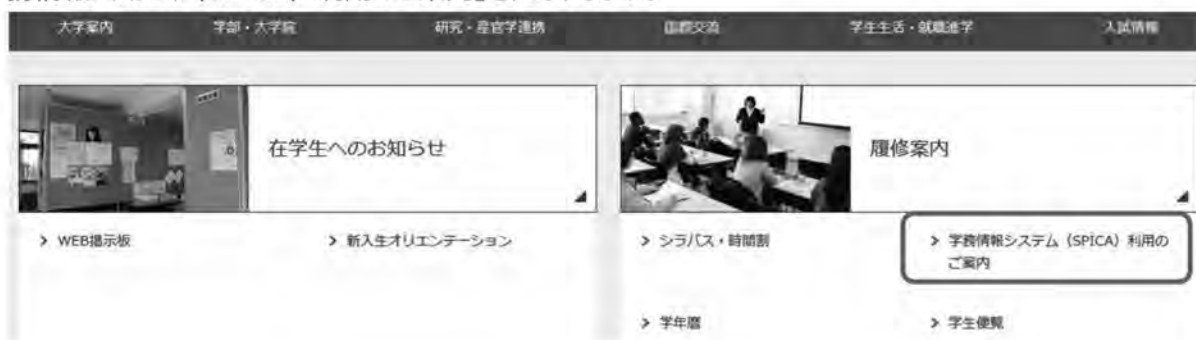 大学案内 学部・大学院 研究・産官学連携 国際交流 学生生活・就職進学 入試情報
在学生へのお知らせ
履修案内
> WEB掲示板
> 新入生オリエンテーション
> シラバス・時間割
> 学務情報システム（SPICA）利用の
ご案内
> 学年暦
> 学生便覧